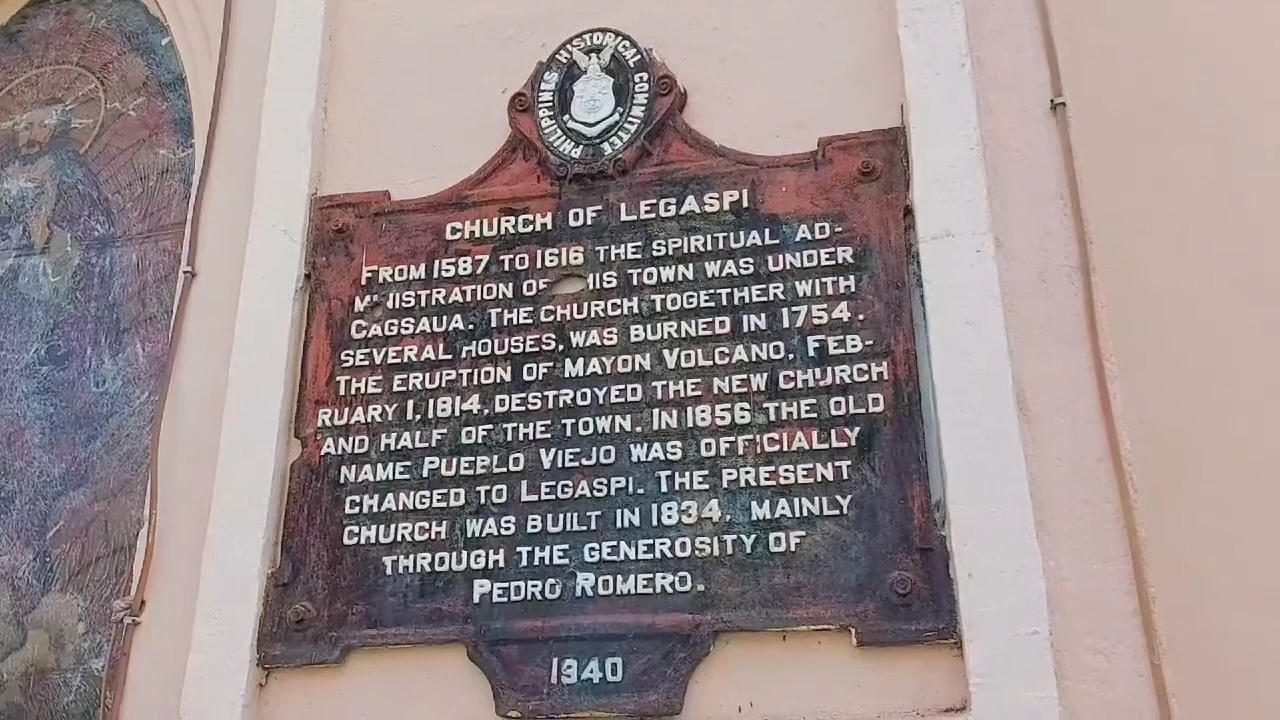 PHILIPPINES HISTORICAL COMMITTEE
CHURCH OF LEGASPI
FROM 1587 TO 1616 THE SPIRITUAL AD-
MINISTRATION OF THIS TOWN WAS UNDER
CAGSAUA. THE CHURCH TOGETHER WITH
SEVERAL HOUSES, WAS BURNED IN 1754.
THE ERUPTION OF MAYON VOLCANO, FEB-
RUARY 1, 1814, DESTROYED THE NEW CHURCH
AND HALF OF THE TOWN. IN 1856 THE OLD
NAME PUEBLO VIEJO WAS OFFICIALLY
CHANGED TO LEGASPI. THE PRESENT
CHURCH WAS BUILT IN 1834, MAINLY
THROUGH THE GENEROSITY OF
PEDRO ROMERO.
1940